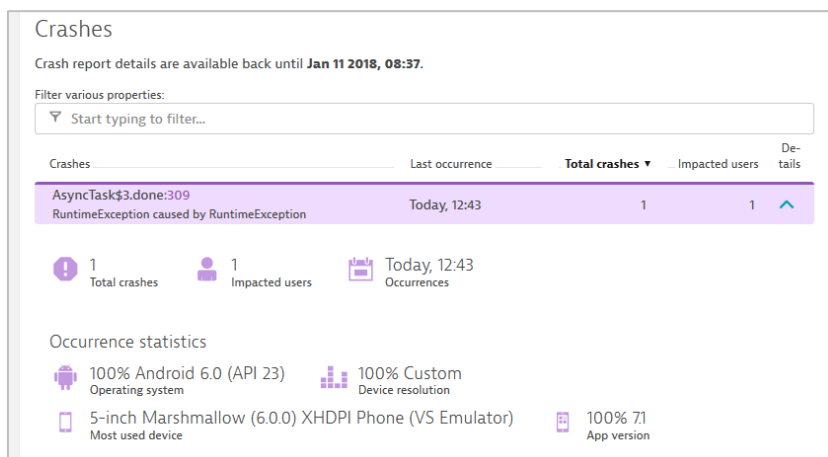 Crashes
Crash report details are available back until Jan 11 2018, 08:37.
Filter various properties:
Start typing to filter...
Crashes Last occurrence Total crashes ▼ Impacted users De-
tails
AsyncTask$3.done:309
RuntimeException caused by RuntimeException
Today, 12:43 1 1
1
Total crashes
1
Impacted users
Today, 12:43
Occurrences
Occurrence statistics
100% Android 6.0 (API 23)
Operating system
100% Custom
Device resolution
5-inch Marshmallow (6.0.0) XHDPI Phone (VS Emulator)
Most used device
100% 7.1
App version